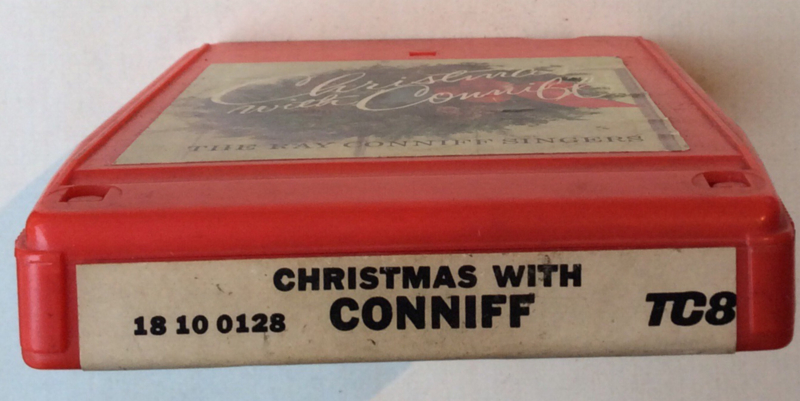 Christmas
with Conniff
THE RAY CONNIFF SINGERS
CHRISTMAS WITH
18 10 0128 CONNIFF TC8